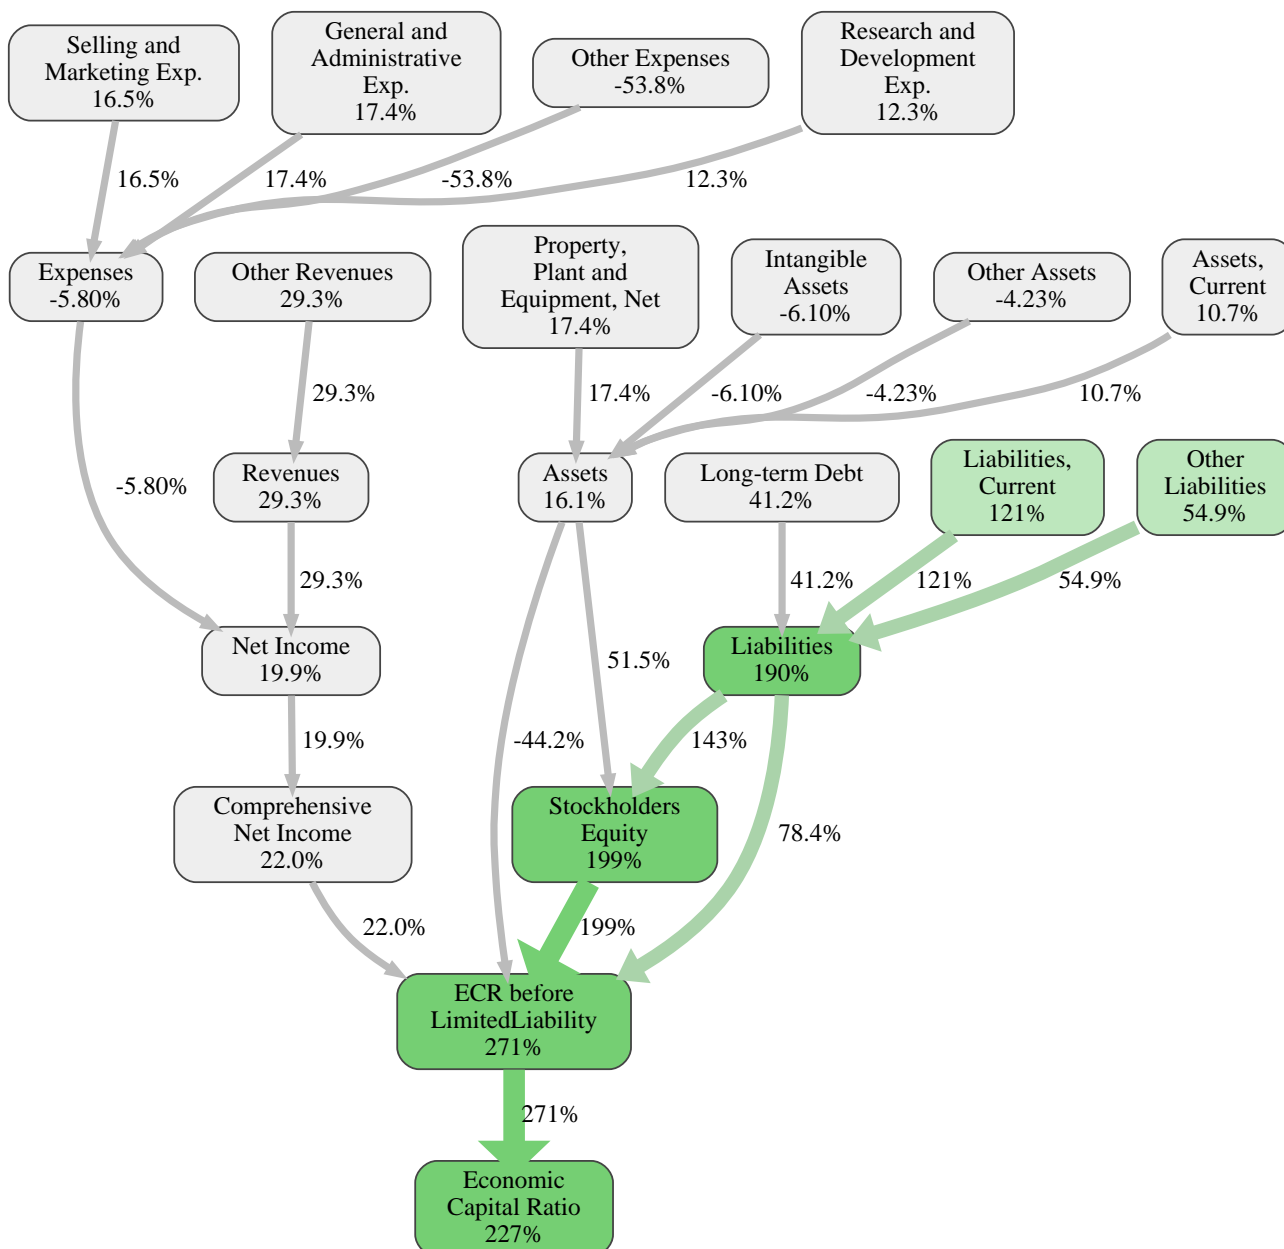 Selling and
Marketing Exp.
16.5%
General and
Administrative
Exp.
17.4%
Other Expenses
-53.8%
Research and
Development
Exp.
12.3%
16.5%
17.4%
-53.8%
12.3%
Expenses
-5.80%
Other Revenues
29.3%
Property,
Plant and
Equipment, Net
17.4%
Intangible
Assets
-6.10%
Other Assets
-4.23%
Assets,
Current
10.7%
29.3%
17.4%
-6.10%
-4.23%
10.7%
-5.80%
Revenues
29.3%
Assets
16.1%
Long-term Debt
41.2%
Liabilities,
Current
121%
Other
Liabilities
54.9%
29.3%
41.2%
121%
54.9%
Net Income
19.9%
51.5%
Liabilities
190%
19.9%
-44.2%
143%
Comprehensive
Net Income
22.0%
Stockholders
Equity
199%
78.4%
22.0%
199%
ECR before
LimitedLiability
271%
271%
Economic
Capital Ratio
227%